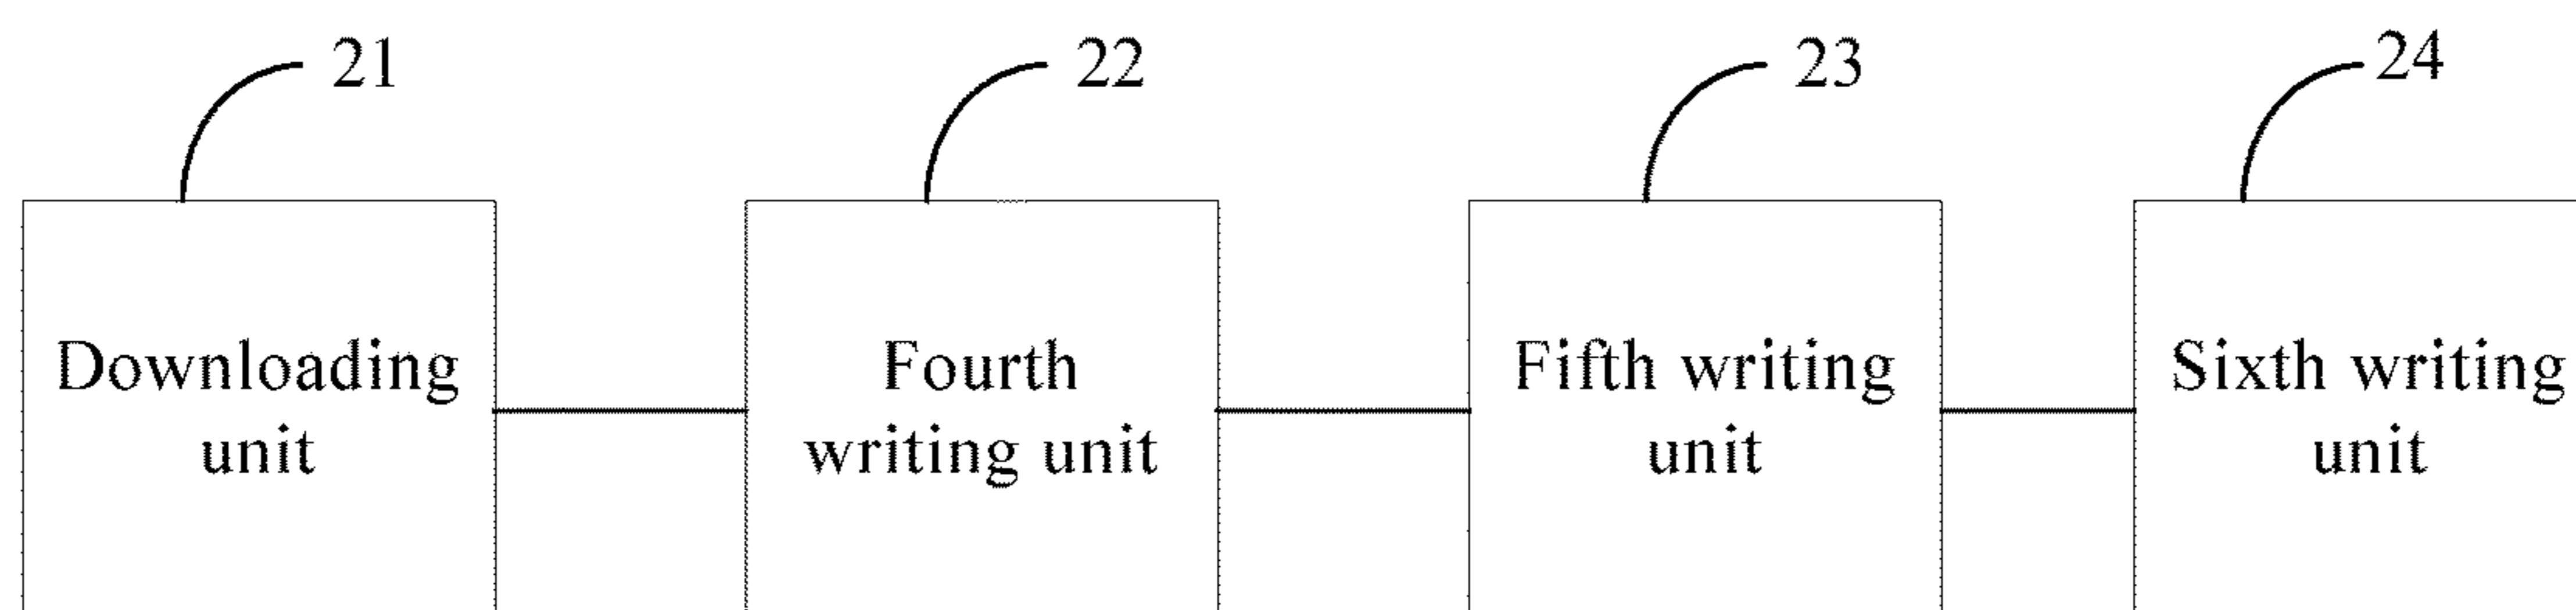 21
22
23
24
Downloading
unit
Fourth
writing unit
Fifth writing
unit
Sixth writing
unit